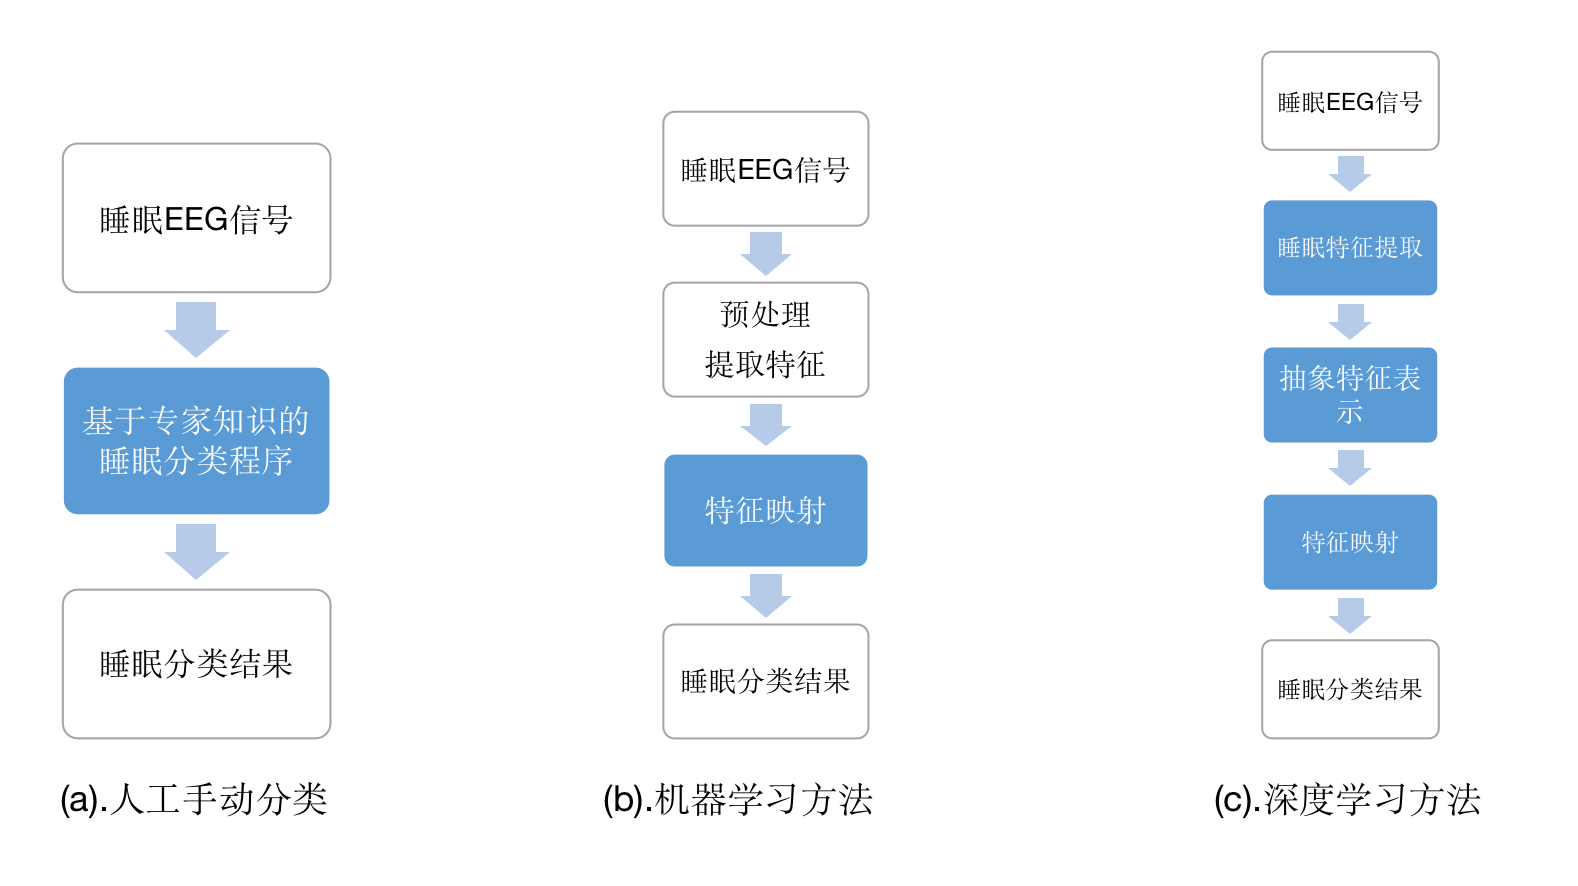 睡眠EEG信号
基于专家知识的
睡眠分类程序
睡眠分类结果
(a).人工手动分类
睡眠EEG信号
预处理
提取特征
特征映射
睡眠分类结果
(b).机器学习方法
睡眠EEG信号
睡眠特征提取
抽象特征表
示
特征映射
睡眠分类结果
(c).深度学习方法